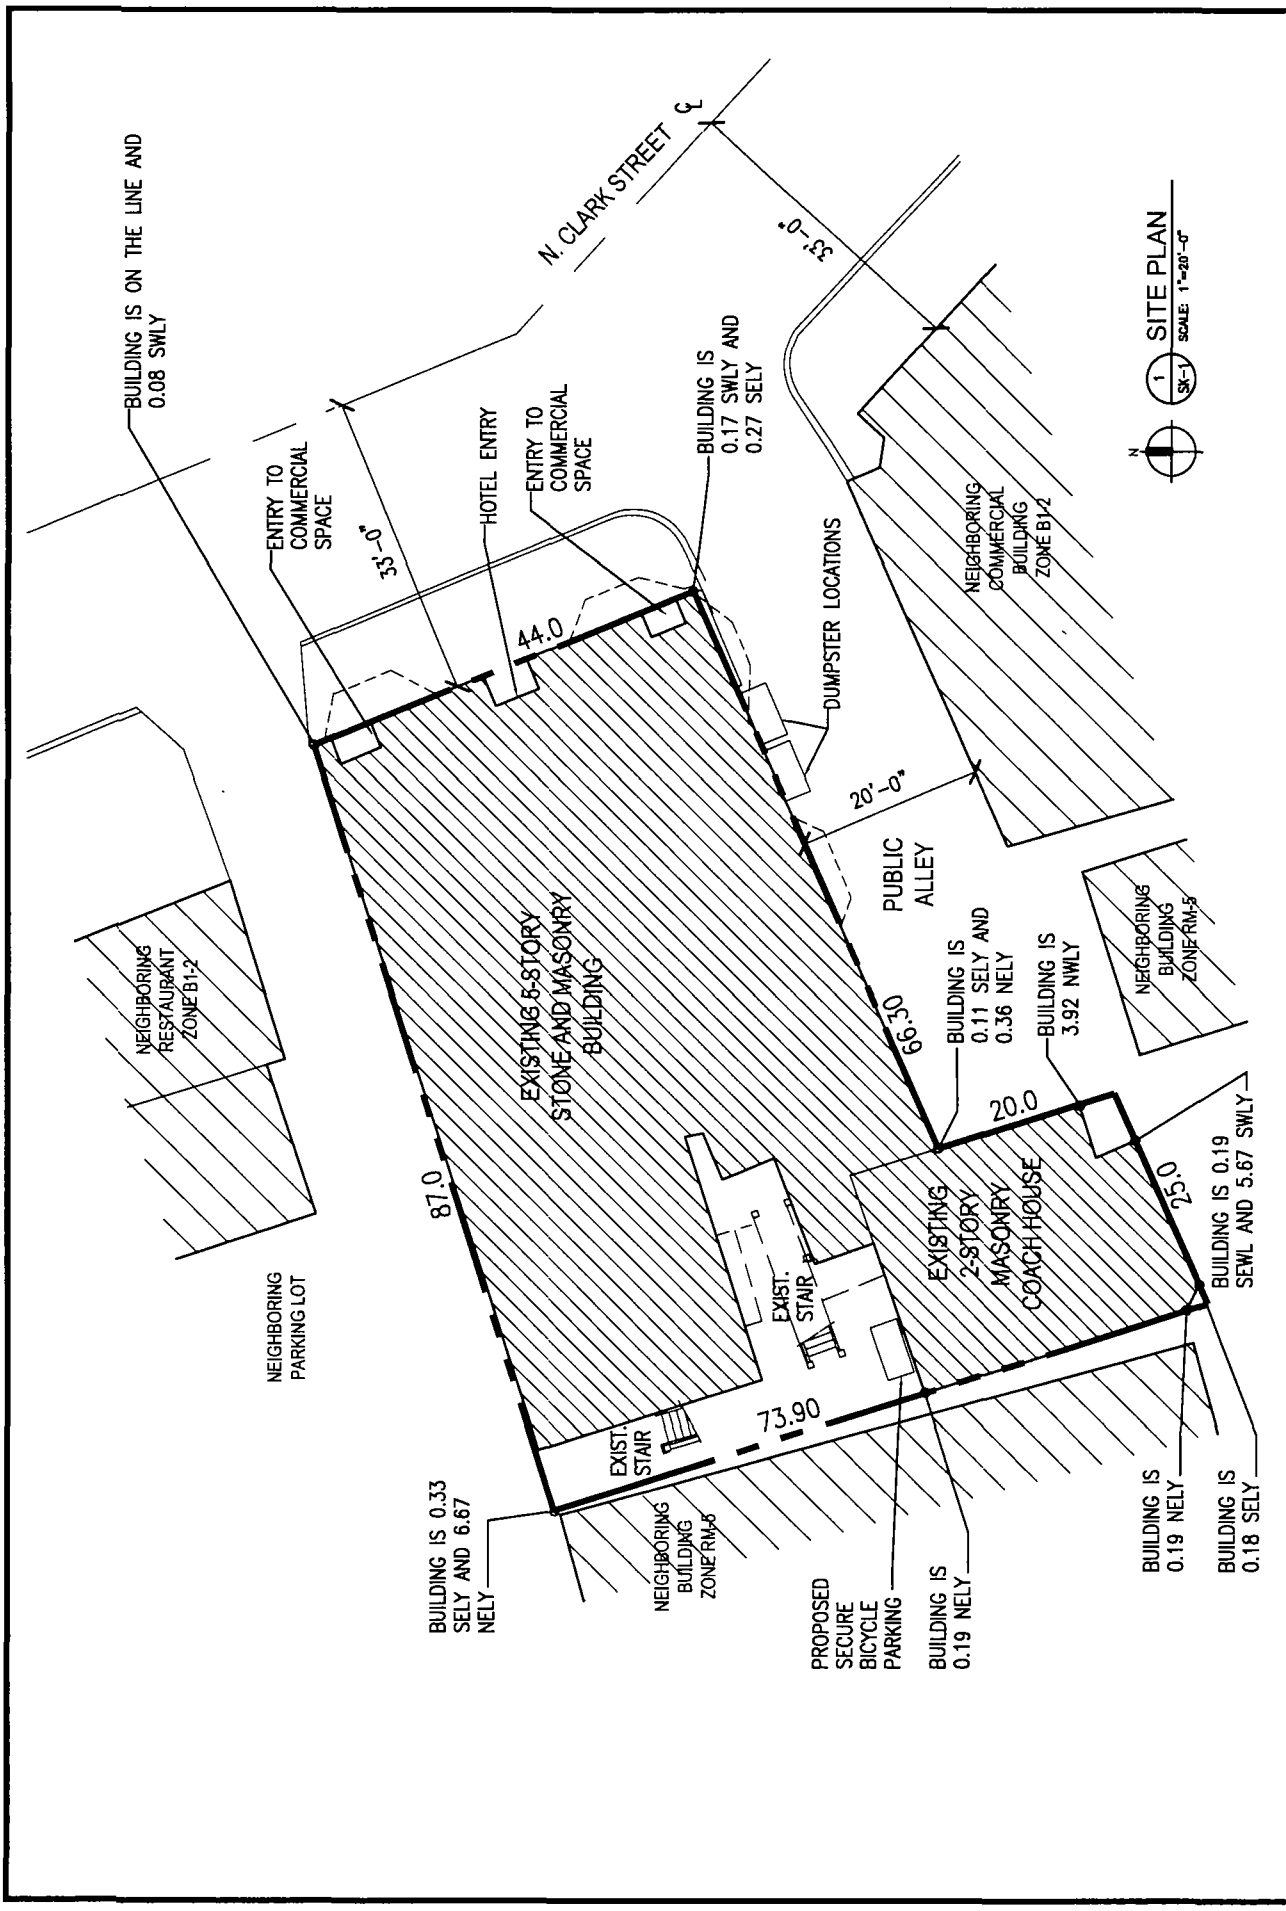 BUILDING IS ON THE LINE AND
0.08 SWLY
N. CLARK STREET
CL
ENTRY TO
COMMERCIAL
SPACE
33'-0"
HOTEL ENTRY
ENTRY TO
COMMERCIAL
SPACE
44.0
BUILDING IS
0.17 SWLY AND
0.27 SELY
33'-0"
DUMPSTER LOCATIONS
20'-0"
PUBLIC
ALLEY
NEIGHBORING
COMMERCIAL
BUILDING
ZONE B1-2
N
1
SK-1
SITE PLAN
SCALE: 1"=20'-0"
NEIGHBORING
RESTAURANT
ZONE B1-2
NEIGHBORING
PARKING LOT
87.0
EXISTING 5-STORY
STONE AND MASONRY
BUILDING
66.30
BUILDING IS
0.11 SELY AND
0.36 NELY
BUILDING IS
3.92 NWLY
NEIGHBORING
BUILDING
ZONE RM-5
20.0
EXISTING
2-STORY
MASONRY
COACH HOUSE
25.0
BUILDING IS 0.19
SEWL AND 5.67 SWLY
EXIST.
STAIR
EXIST.
STAIR
73.90
BUILDING IS 0.33
SELY AND 6.67
NELY
NEIGHBORING
BUILDING
ZONE RM-5
PROPOSED
SECURE
BICYCLE
PARKING
BUILDING IS
0.19 NELY
BUILDING IS
0.19 NELY
BUILDING IS
0.18 SELY